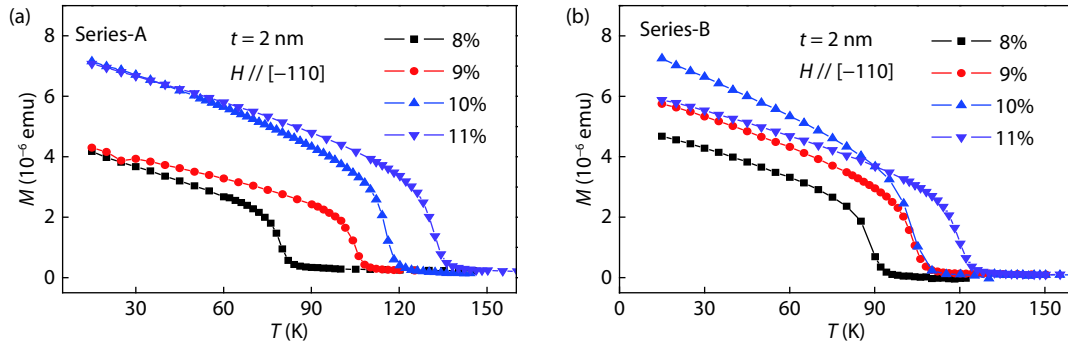 (a)
Series-A
t = 2 nm
H // [−110]
8%
9%
10%
11%
8
6
4
2
0
M (10⁻⁶ emu)
30
60
90
120
150
T (K)
(b)
Series-B
t = 2 nm
H // [−110]
8%
9%
10%
11%
8
6
4
2
0
M (10⁻⁶ emu)
0
30
60
90
120
150
T (K)